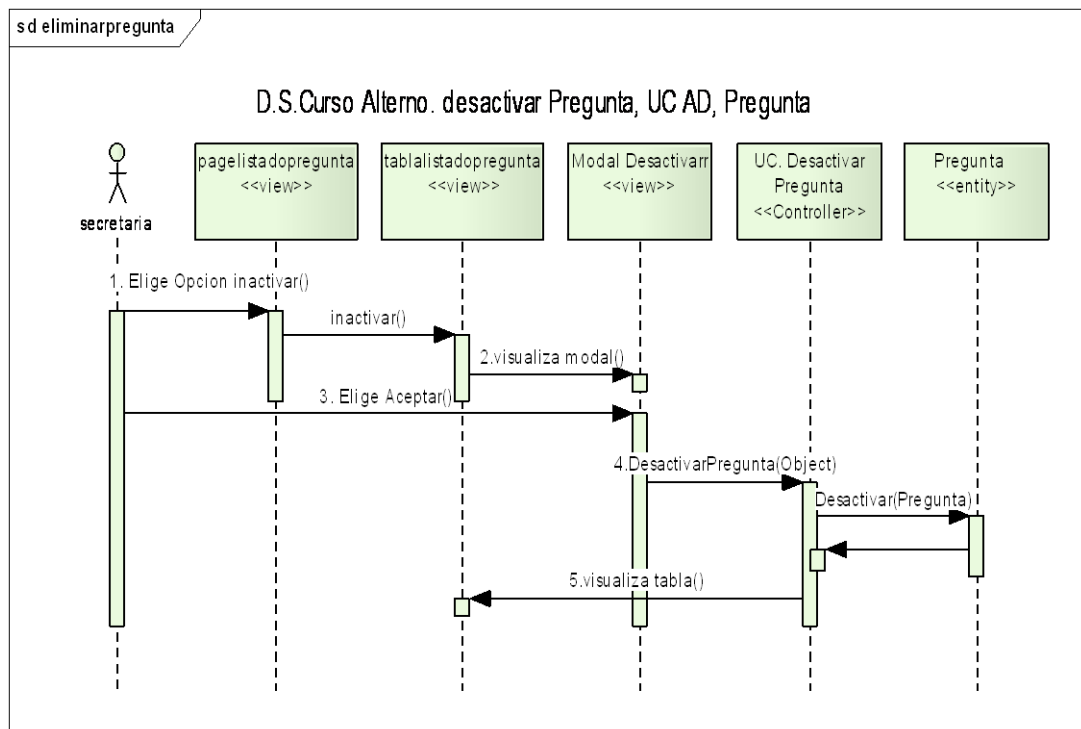 sd eliminarpregunta
D.S.Curso Alterno. desactivar Pregunta, UC AD, Pregunta
secretaria
pagelistadopregunta
<<view>>
tablalistadopregunta
<<view>>
Modal Desactivarr
<<view>>
UC. Desactivar
Pregunta
<<Controller>>
Pregunta
<<entity>>
1. Elige Opcion inactivar()
inactivar()
2.visualiza modal()
3. Elige Aceptar()
4.DesactivarPregunta(Object)
Desactivar(Pregunta)
5.visualiza tabla()